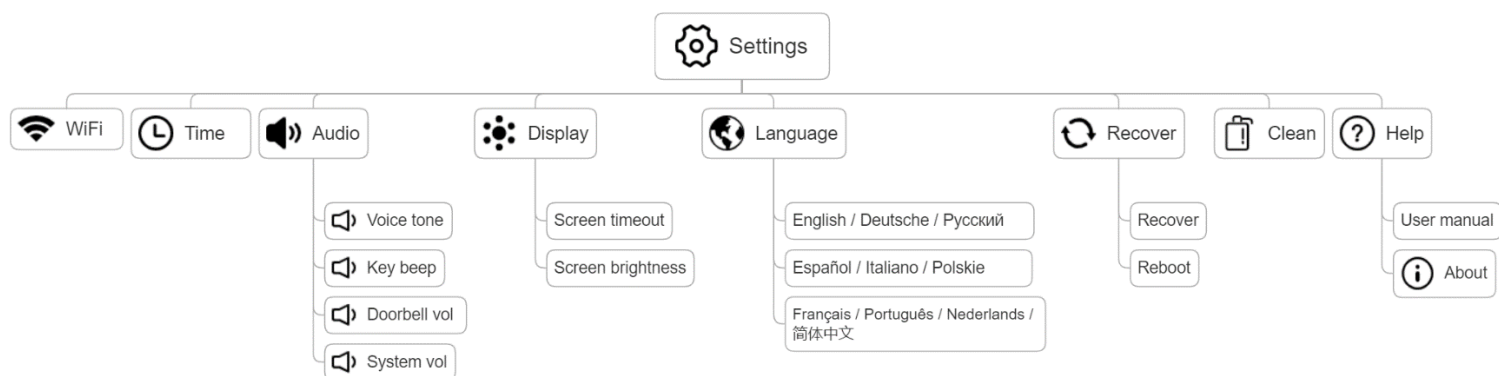 Settings
WiFi
Time
Audio
Display
Language
Recover
Clean
Help
Voice tone
Key beep
Doorbell vol
System vol
Screen timeout
Screen brightness
English / Deutsche / Русский
Español / Italiano / Polskie
Français / Português / Nederlands /
简体中文
Recover
Reboot
User manual
About